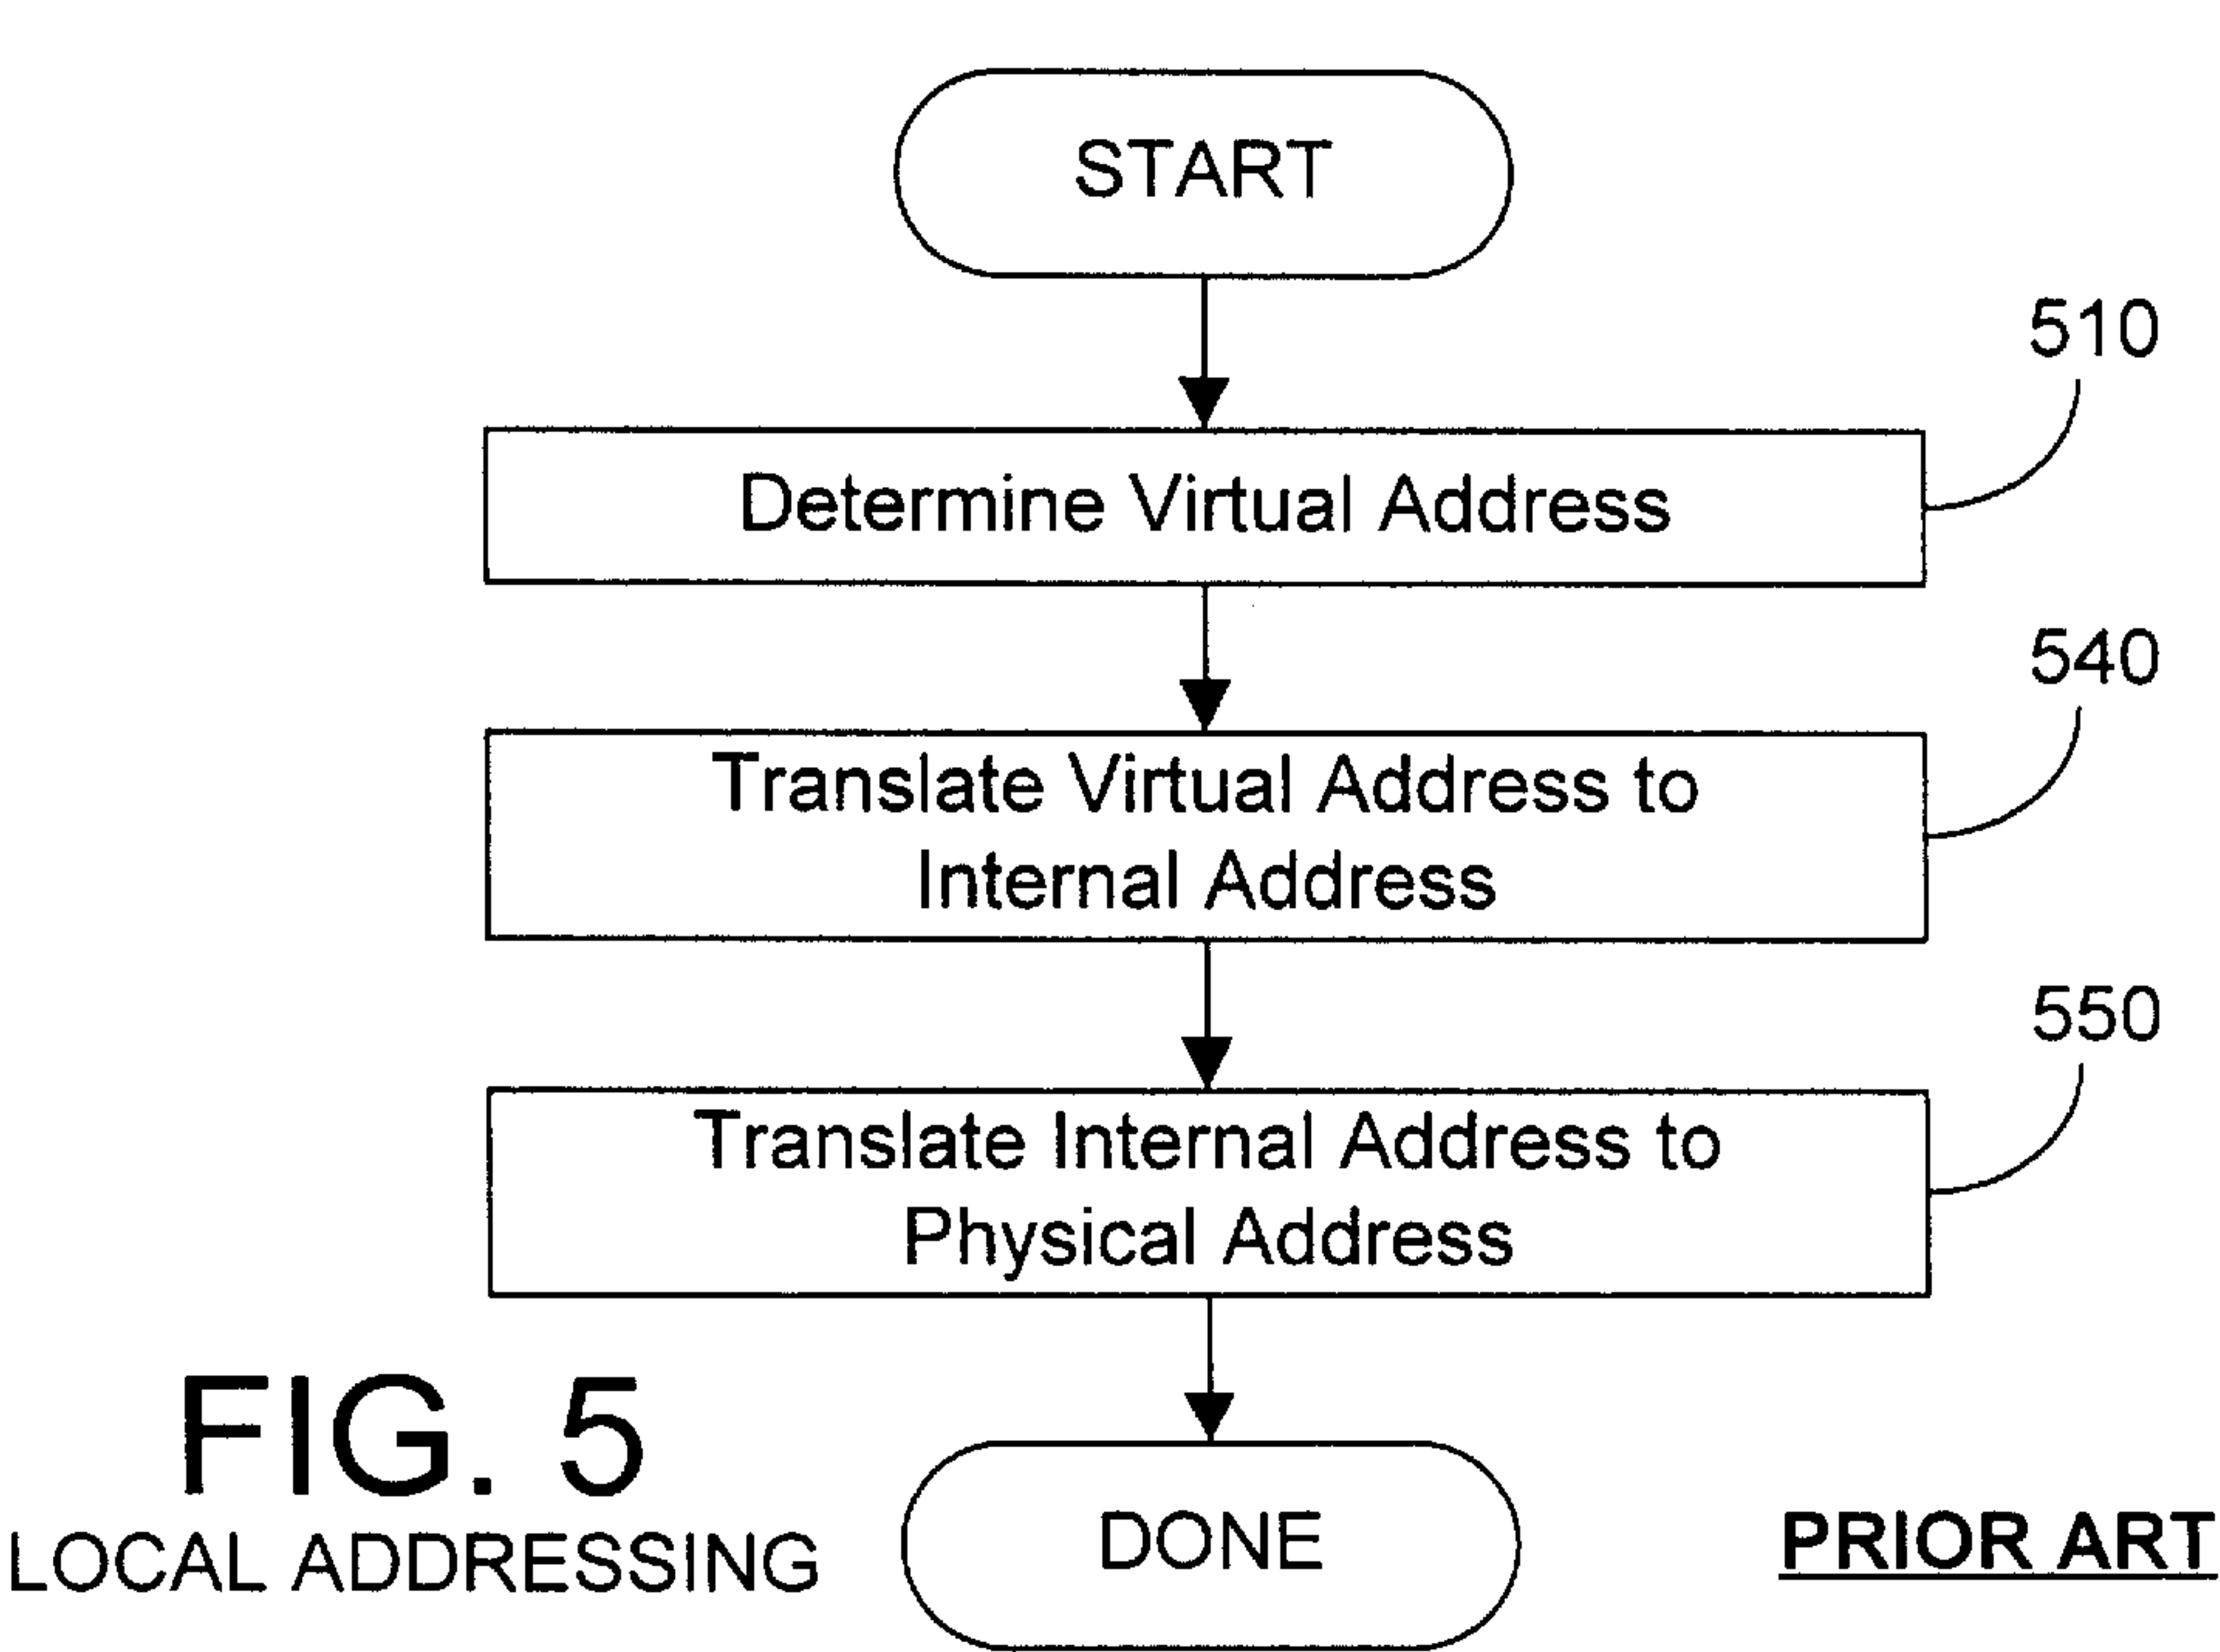 START
510
Determine Virtual Address
540
Translate Virtual Address to
Internal Address
550
Translate Internal Address to
Physical Address
FIG. 5
LOCAL ADDRESSING
DONE
PRIOR ART